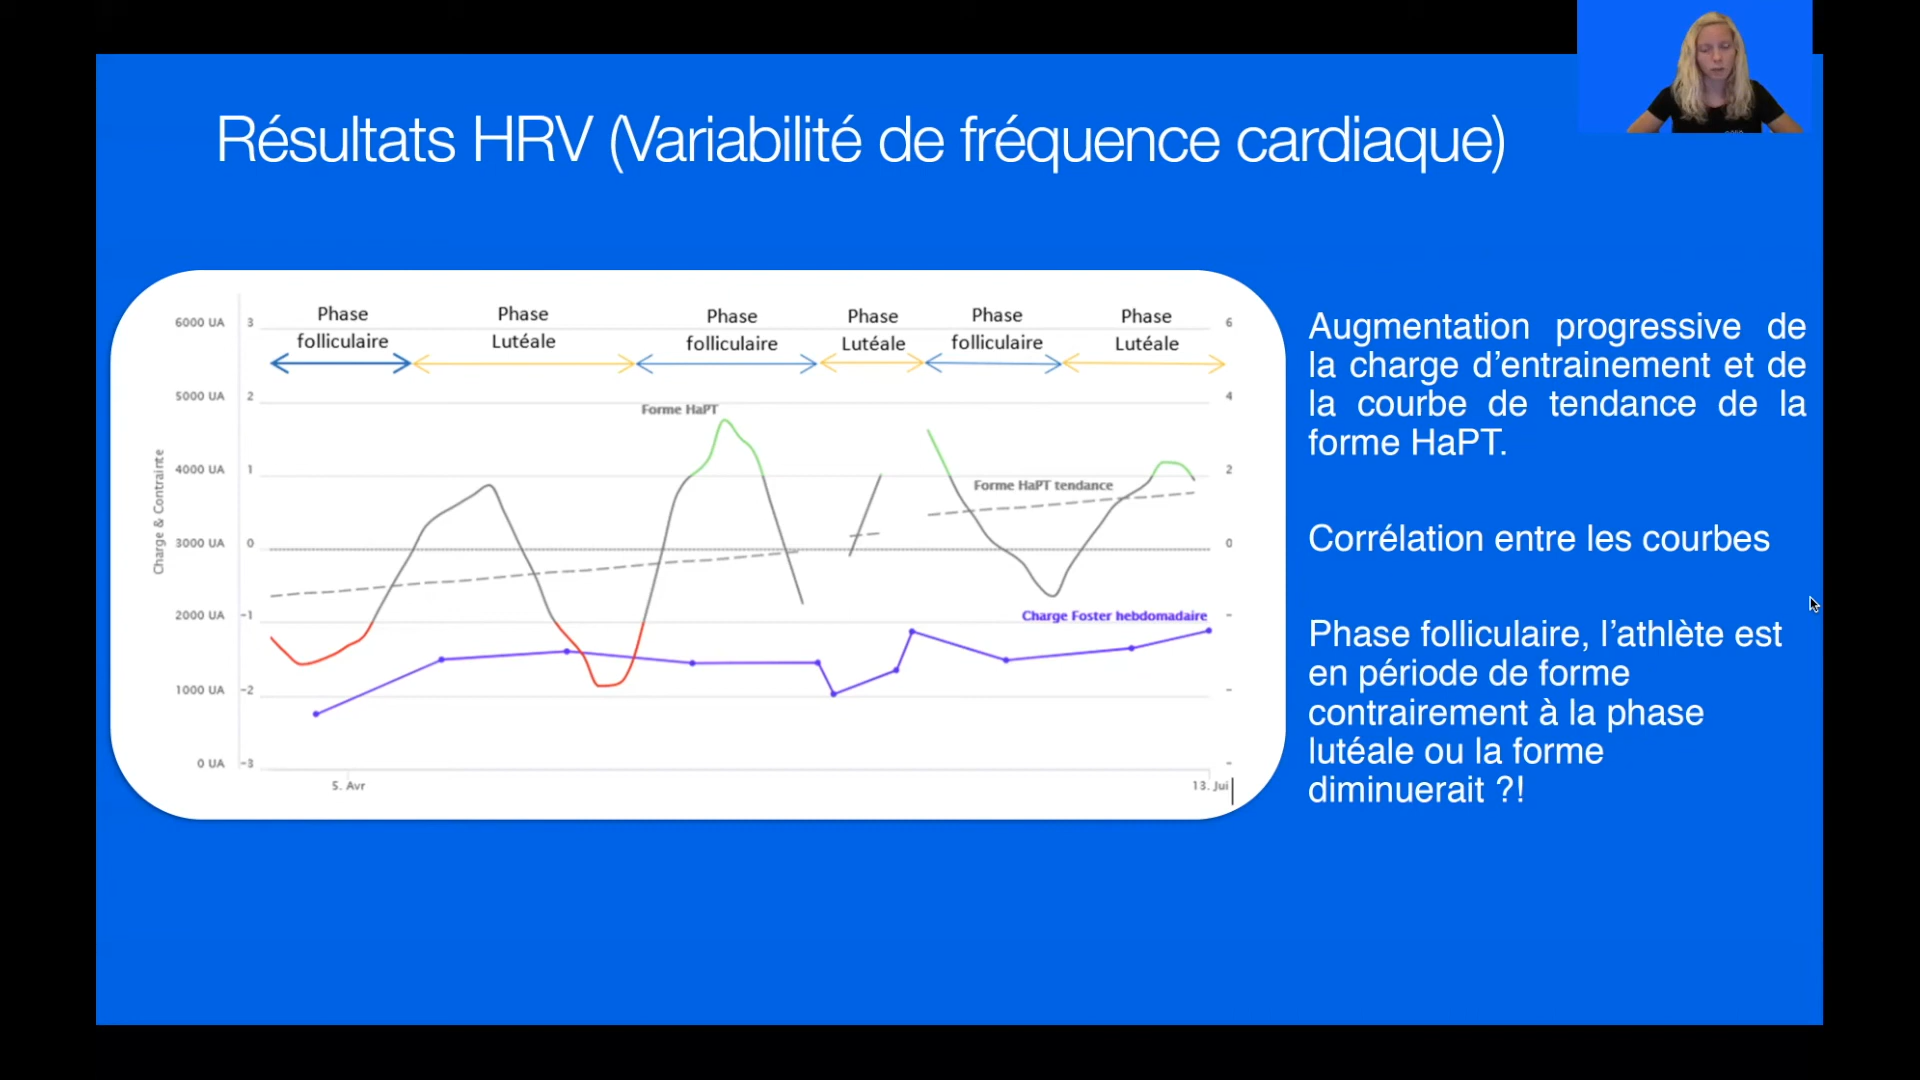 Résultats HRV (Variabilité de fréquence cardiaque)
Phase
folliculaire
Phase
Lutéale
Phase
folliculaire
Phase
Lutéale
Phase
folliculaire
Phase
Lutéale
6000 UA
5000 UA
4000 UA
3000 UA
2000 UA
1000 UA
0 UA
3
2
1
0
-1
-2
-3
6
4
2
0
Charge & Contrainte
Forme HaPT
Forme HaPT tendance
Charge Foster hebdomadaire
5. Avr
13. Jui
Augmentation progressive de
la charge d’entrainement et de
la courbe de tendance de la
forme HaPT.
Corrélation entre les courbes
Phase folliculaire, l’athlète est
en période de forme
contrairement à la phase
lutéale ou la forme
diminuerait ?!